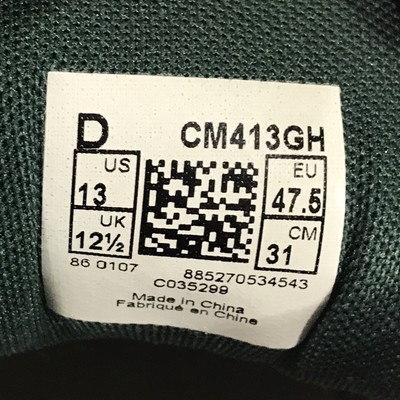 D CM413GH
US EU
13 47.5
UK CM
12½ 31
86 0107 885270534543
C035299
Made in China
Fabriqué en Chine